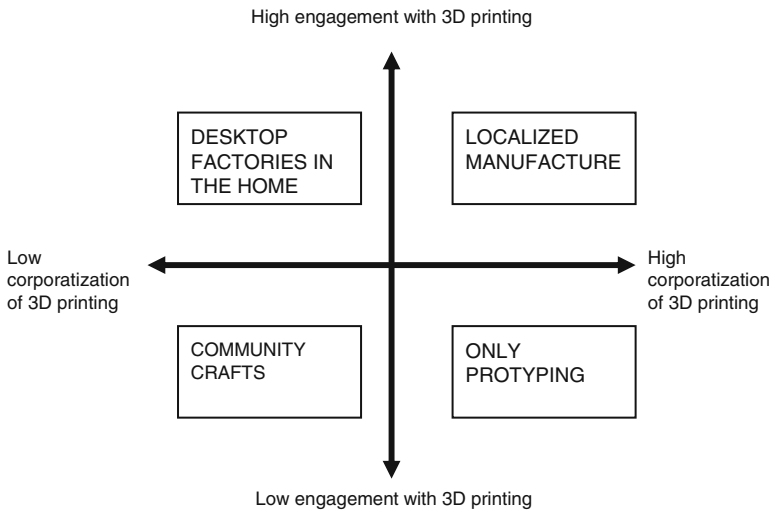 High engagement with 3D printing
DESKTOP
FACTORIES IN
THE HOME
LOCALIZED
MANUFACTURE
Low
corporatization
of 3D printing
High
corporatization
of 3D printing
COMMUNITY
CRAFTS
ONLY
PROTYPING
Low engagement with 3D printing